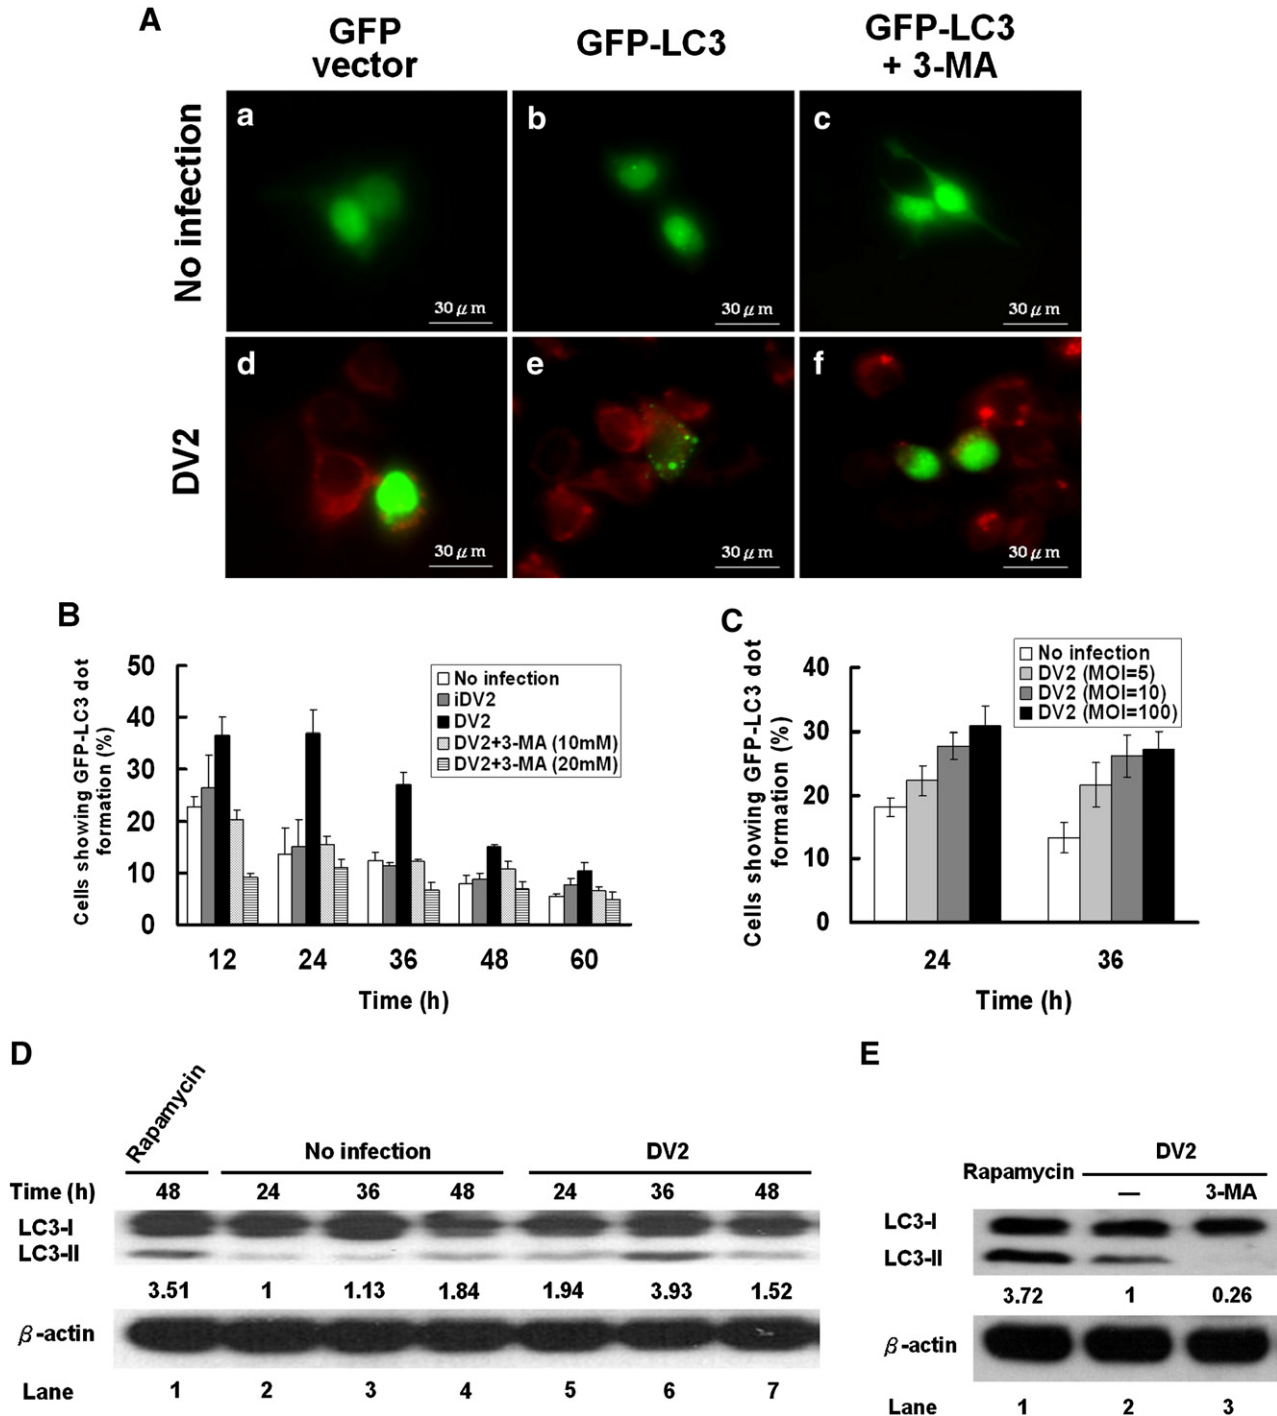 A
GFP
vector
GFP-LC3
GFP-LC3
+ 3-MA
No infection
a
b
c
30 μm
30 μm
30 μm
DV2
d
e
f
30 μm
30 μm
30 μm
B
Cells showing GFP-LC3 dot
formation (%)
50
40
30
20
10
0
No infection
iDV2
DV2
DV2+3-MA (10mM)
DV2+3-MA (20mM)
12 24 36 48 60
Time (h)
C
Cells showing GFP-LC3 dot
formation (%)
40
30
20
10
0
No infection
DV2 (MOI=5)
DV2 (MOI=10)
DV2 (MOI=100)
24 36
Time (h)
D
Rapamycin
No infection DV2
Time (h) 48 24 36 48 24 36 48
LC3-I
LC3-II
3.51 1 1.13 1.84 1.94 3.93 1.52
β-actin
Lane 1 2 3 4 5 6 7
E
DV2
Rapamycin — 3-MA
LC3-I
LC3-II
3.72 1 0.26
β-actin
Lane 1 2 3